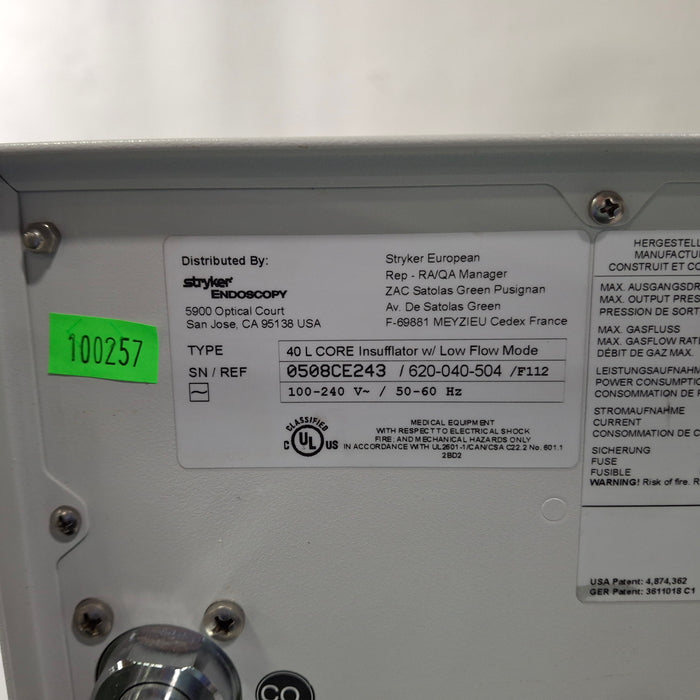 Distributed By:
stryker
ENDOSCOPY
5900 Optical Court
San Jose, CA 95138 USA
Stryker European
Rep - RA/QA Manager
ZAC Satolas Green Pusignan
Av. De Satolas Green
F-69881 MEYZIEU Cedex France
100257
TYPE 40 L CORE Insufflator w/ Low Flow Mode
SN / REF 0508CE243 / 620-040-504 /F112
100-240 V~ / 50-60 Hz
CLASSIFIED
C UL US
MEDICAL EQUIPMENT
WITH RESPECT TO ELECTRICAL SHOCK
FIRE, AND MECHANICAL HAZARDS ONLY
IN ACCORDANCE WITH UL2601-1/CAN/CSA C22.2 No. 601.1
2BD2
HERGESTELL
MANUFACTU
CONSTRUIT ET CO
MAX. AUSGANGSDR
MAX. OUTPUT PRES
PRESSION DE SORT
MAX. GASFLUSS
MAX. GASFLOW RAT
DÉBIT DE GAZ MAX.
LEISTUNGSAUFNAHM
POWER CONSUMPTIO
CONSOMMATION DE P
STROMAUFNAHME
CURRENT
CONSOMMATION DE C
SICHERUNG
FUSE
FUSIBLE
WARNING! Risk of fire. R
USA Patent: 4,874,362
GER Patent: 3611018 C1
CO